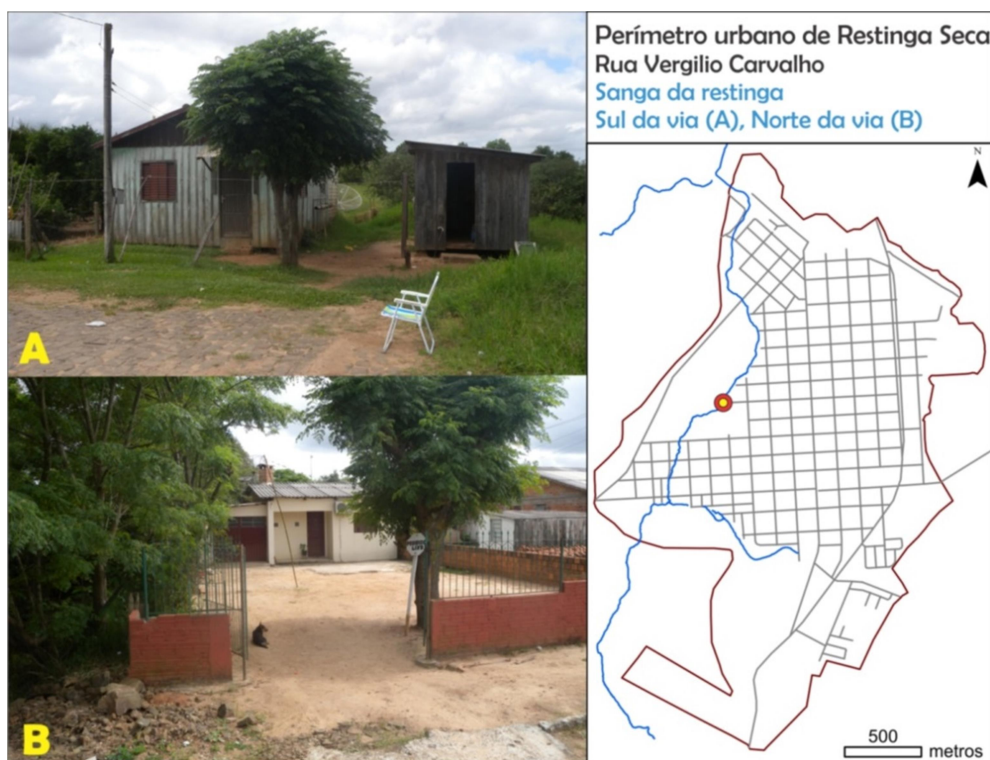 Perímetro urbano de Restinga Seca
Rua Vergilio Carvalho
Sanga da restinga
Sul da via (A), Norte da via (B)
N
A
B
500
metros